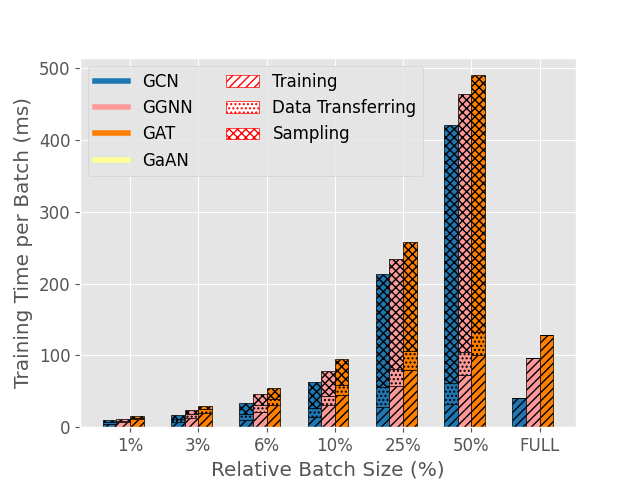 500
400
300
200
100
0
Training Time per Batch (ms)
GCN
GGNN
GAT
GaAN
Training
Data Transferring
Sampling
1% 3% 6% 10% 25% 50% FULL
Relative Batch Size (%)